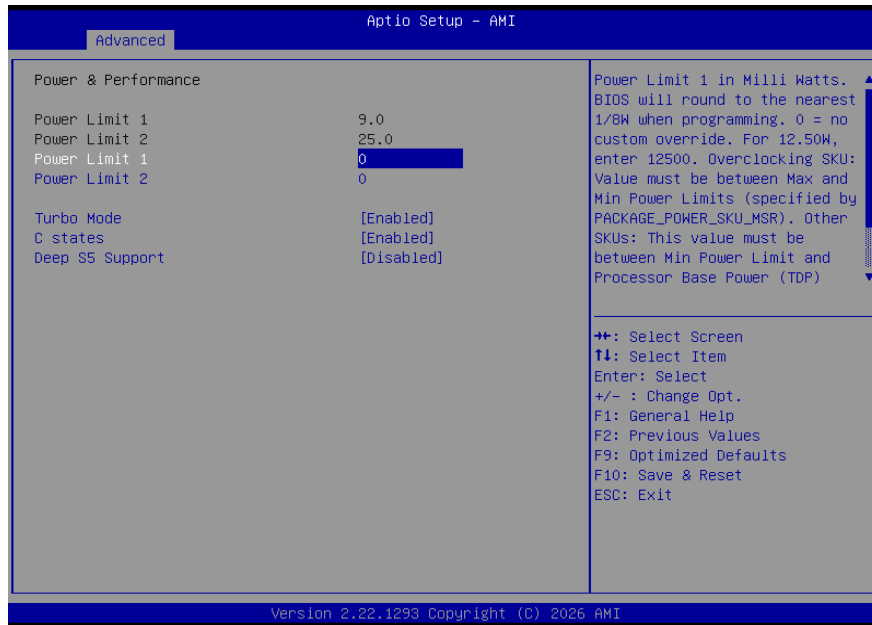 Aptio Setup - AMI
Advanced
Power & Performance
Power Limit 1 9.0
Power Limit 2 25.0
Power Limit 1 0
Power Limit 2 0
Turbo Mode [Enabled]
C states [Enabled]
Deep S5 Support [Disabled]
Power Limit 1 in Milli Watts.
BIOS will round to the nearest
1/8W when programming. 0 = no
custom override. For 12.50W,
enter 12500. Overclocking SKU:
Value must be between Max and
Min Power Limits (specified by
PACKAGE_POWER_SKU_MSR). Other
SKUs: This value must be
between Min Power Limit and
Processor Base Power (TDP)
→←: Select Screen
↑↓: Select Item
Enter: Select
+/- : Change Opt.
F1: General Help
F2: Previous Values
F9: Optimized Defaults
F10: Save & Reset
ESC: Exit
Version 2.22.1293 Copyright (C) 2026 AMI